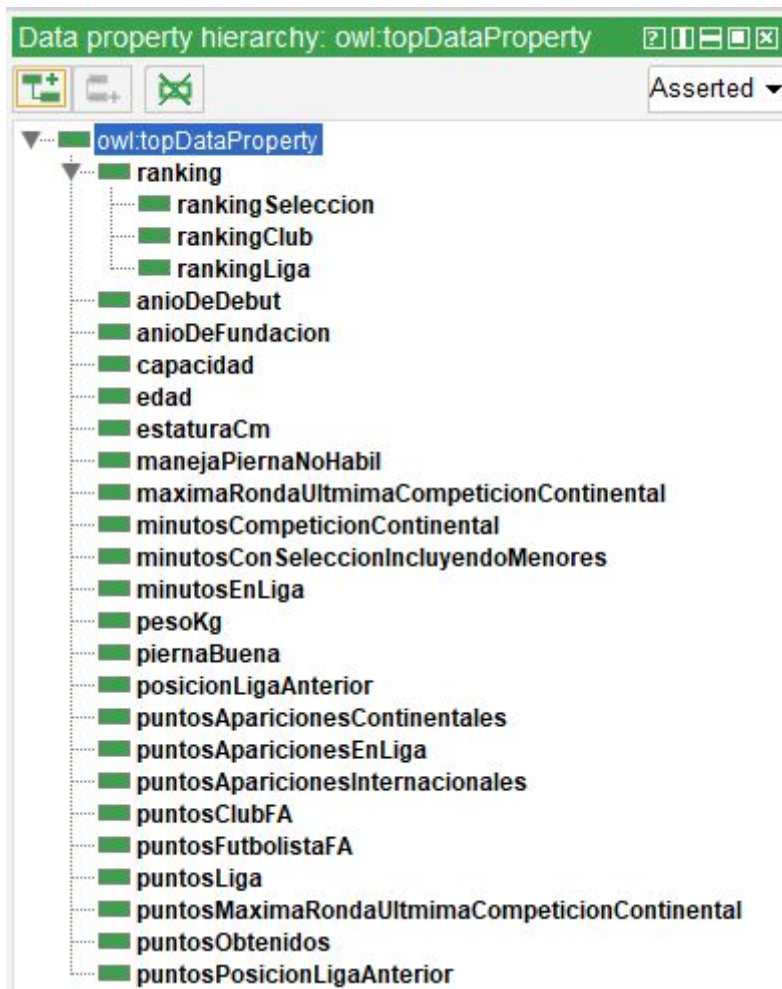 Data property hierarchy: owl:topDataProperty
Asserted
owl:topDataProperty
ranking
rankingSeleccion
rankingClub
rankingLiga
anioDeDebut
anioDeFundacion
capacidad
edad
estaturaCm
manejaPiernaNoHabil
maximaRondaUltmimaCompeticionContinental
minutosCompeticionContinental
minutosConSeleccionIncluyendoMenores
minutosEnLiga
pesoKg
piernaBuena
posicionLigaAnterior
puntosAparicionesContinentales
puntosAparicionesEnLiga
puntosAparicionesInternacionales
puntosClubFA
puntosFutbolistaFA
puntosLiga
puntosMaximaRondaUltmimaCompeticionContinental
puntosObtenidos
puntosPosicionLigaAnterior